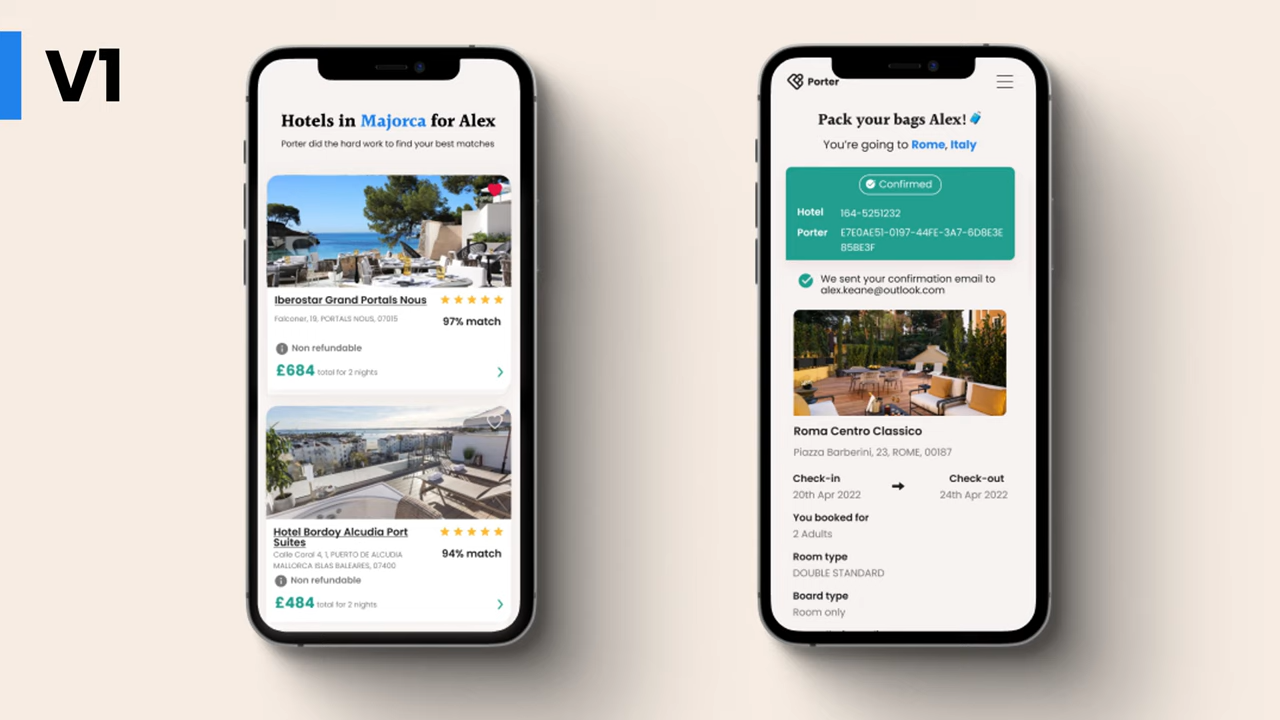 V1
Hotels in Majorca for Alex
Porter did the hard work to find your best matches
Iberostar Grand Portals Nous
Falconer, 19, PORTALS NOUS, 07015
97% match
Non refundable
£684 total for 2 nights
Hotel Bordoy Alcudia Port
Suites
Calle Coral 4, 1, PUERTO DE ALCUDIA
MALLORCA ISLAS BALEARES, 07400
94% match
Non refundable
£484 total for 2 nights
Porter
Pack your bags Alex!
You're going to Rome, Italy
Confirmed
Hotel 164-5251232
Porter E7E0AE51-0197-44FE-3A7-6D8E3E
B5BE3F
We sent your confirmation email to
alex.keane@outlook.com
Roma Centro Classico
Piazza Barberini, 23, ROME, 00187
Check-in Check-out
20th Apr 2022 24th Apr 2022
You booked for
2 Adults
Room type
DOUBLE STANDARD
Board type
Room only